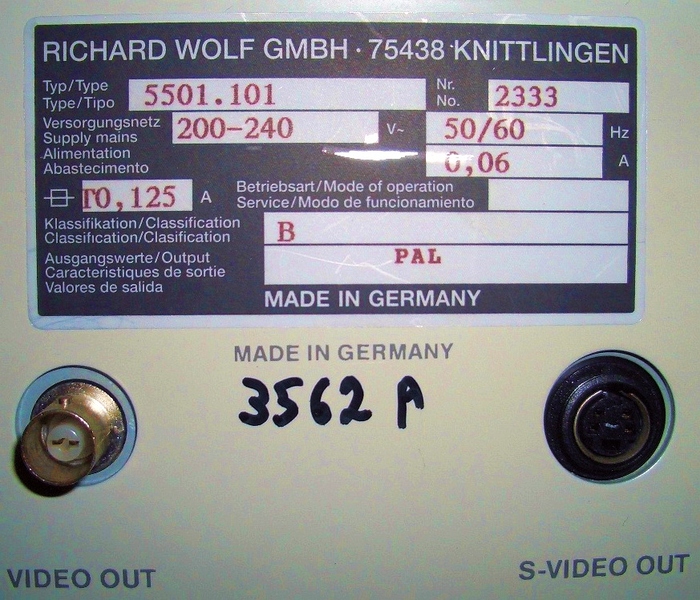 RICHARD WOLF GMBH · 75438 KNITTLINGEN
Typ/Type
Type/Tipo 5501.101 Nr.
No. 2333
Versorgungsnetz
Supply mains 200-240 V~ 50/60 Hz
Alimentation
Abastecimento 0,06 A
T0,125 A Betriebsart/Mode of operation
Service/Modo de funcionamiento
Klassifikation/Classification
Classification/Clasification B
Ausgangswerte/Output PAL
Caracteristiques de sortie
Valores de salida
MADE IN GERMANY
MADE IN GERMANY
3562 A
VIDEO OUT S-VIDEO OUT